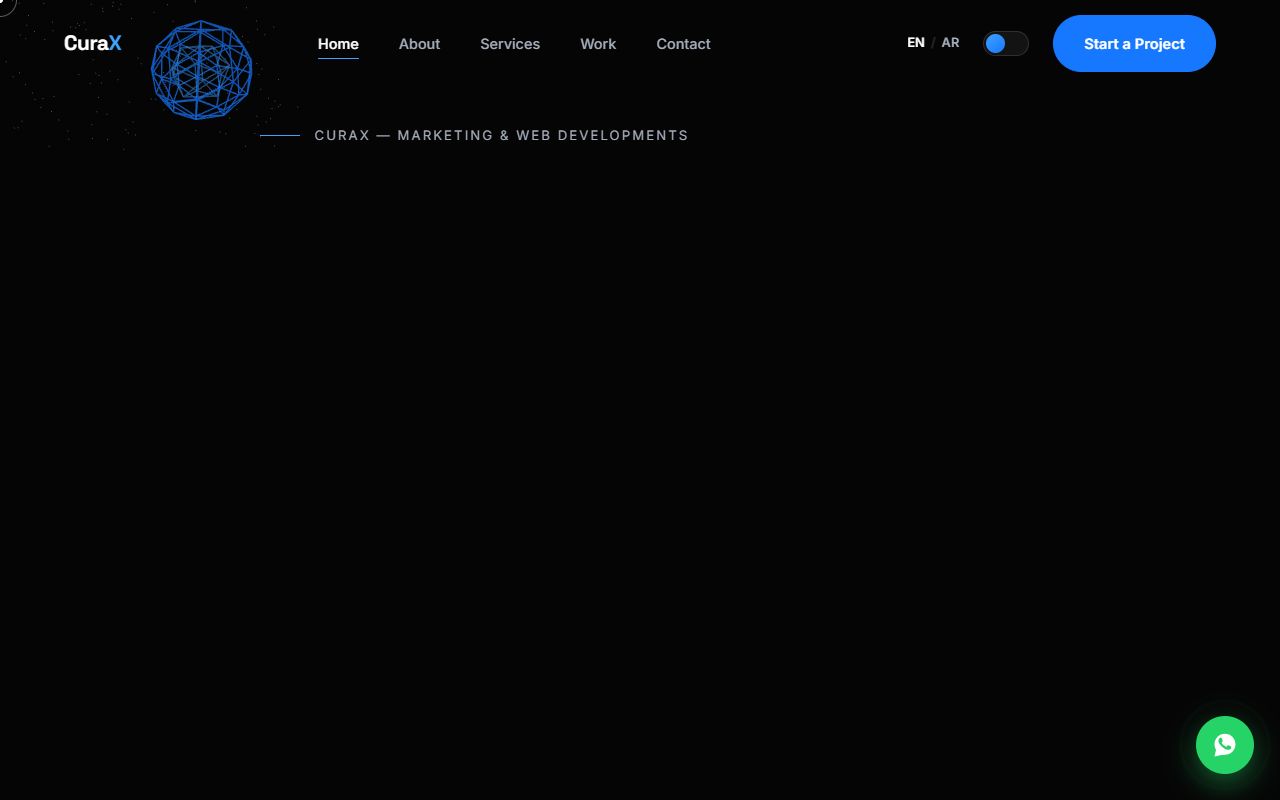 CuraX
Home
About
Services
Work
Contact
EN / AR
Start a Project
CURAX — MARKETING & WEB DEVELOPMENTS